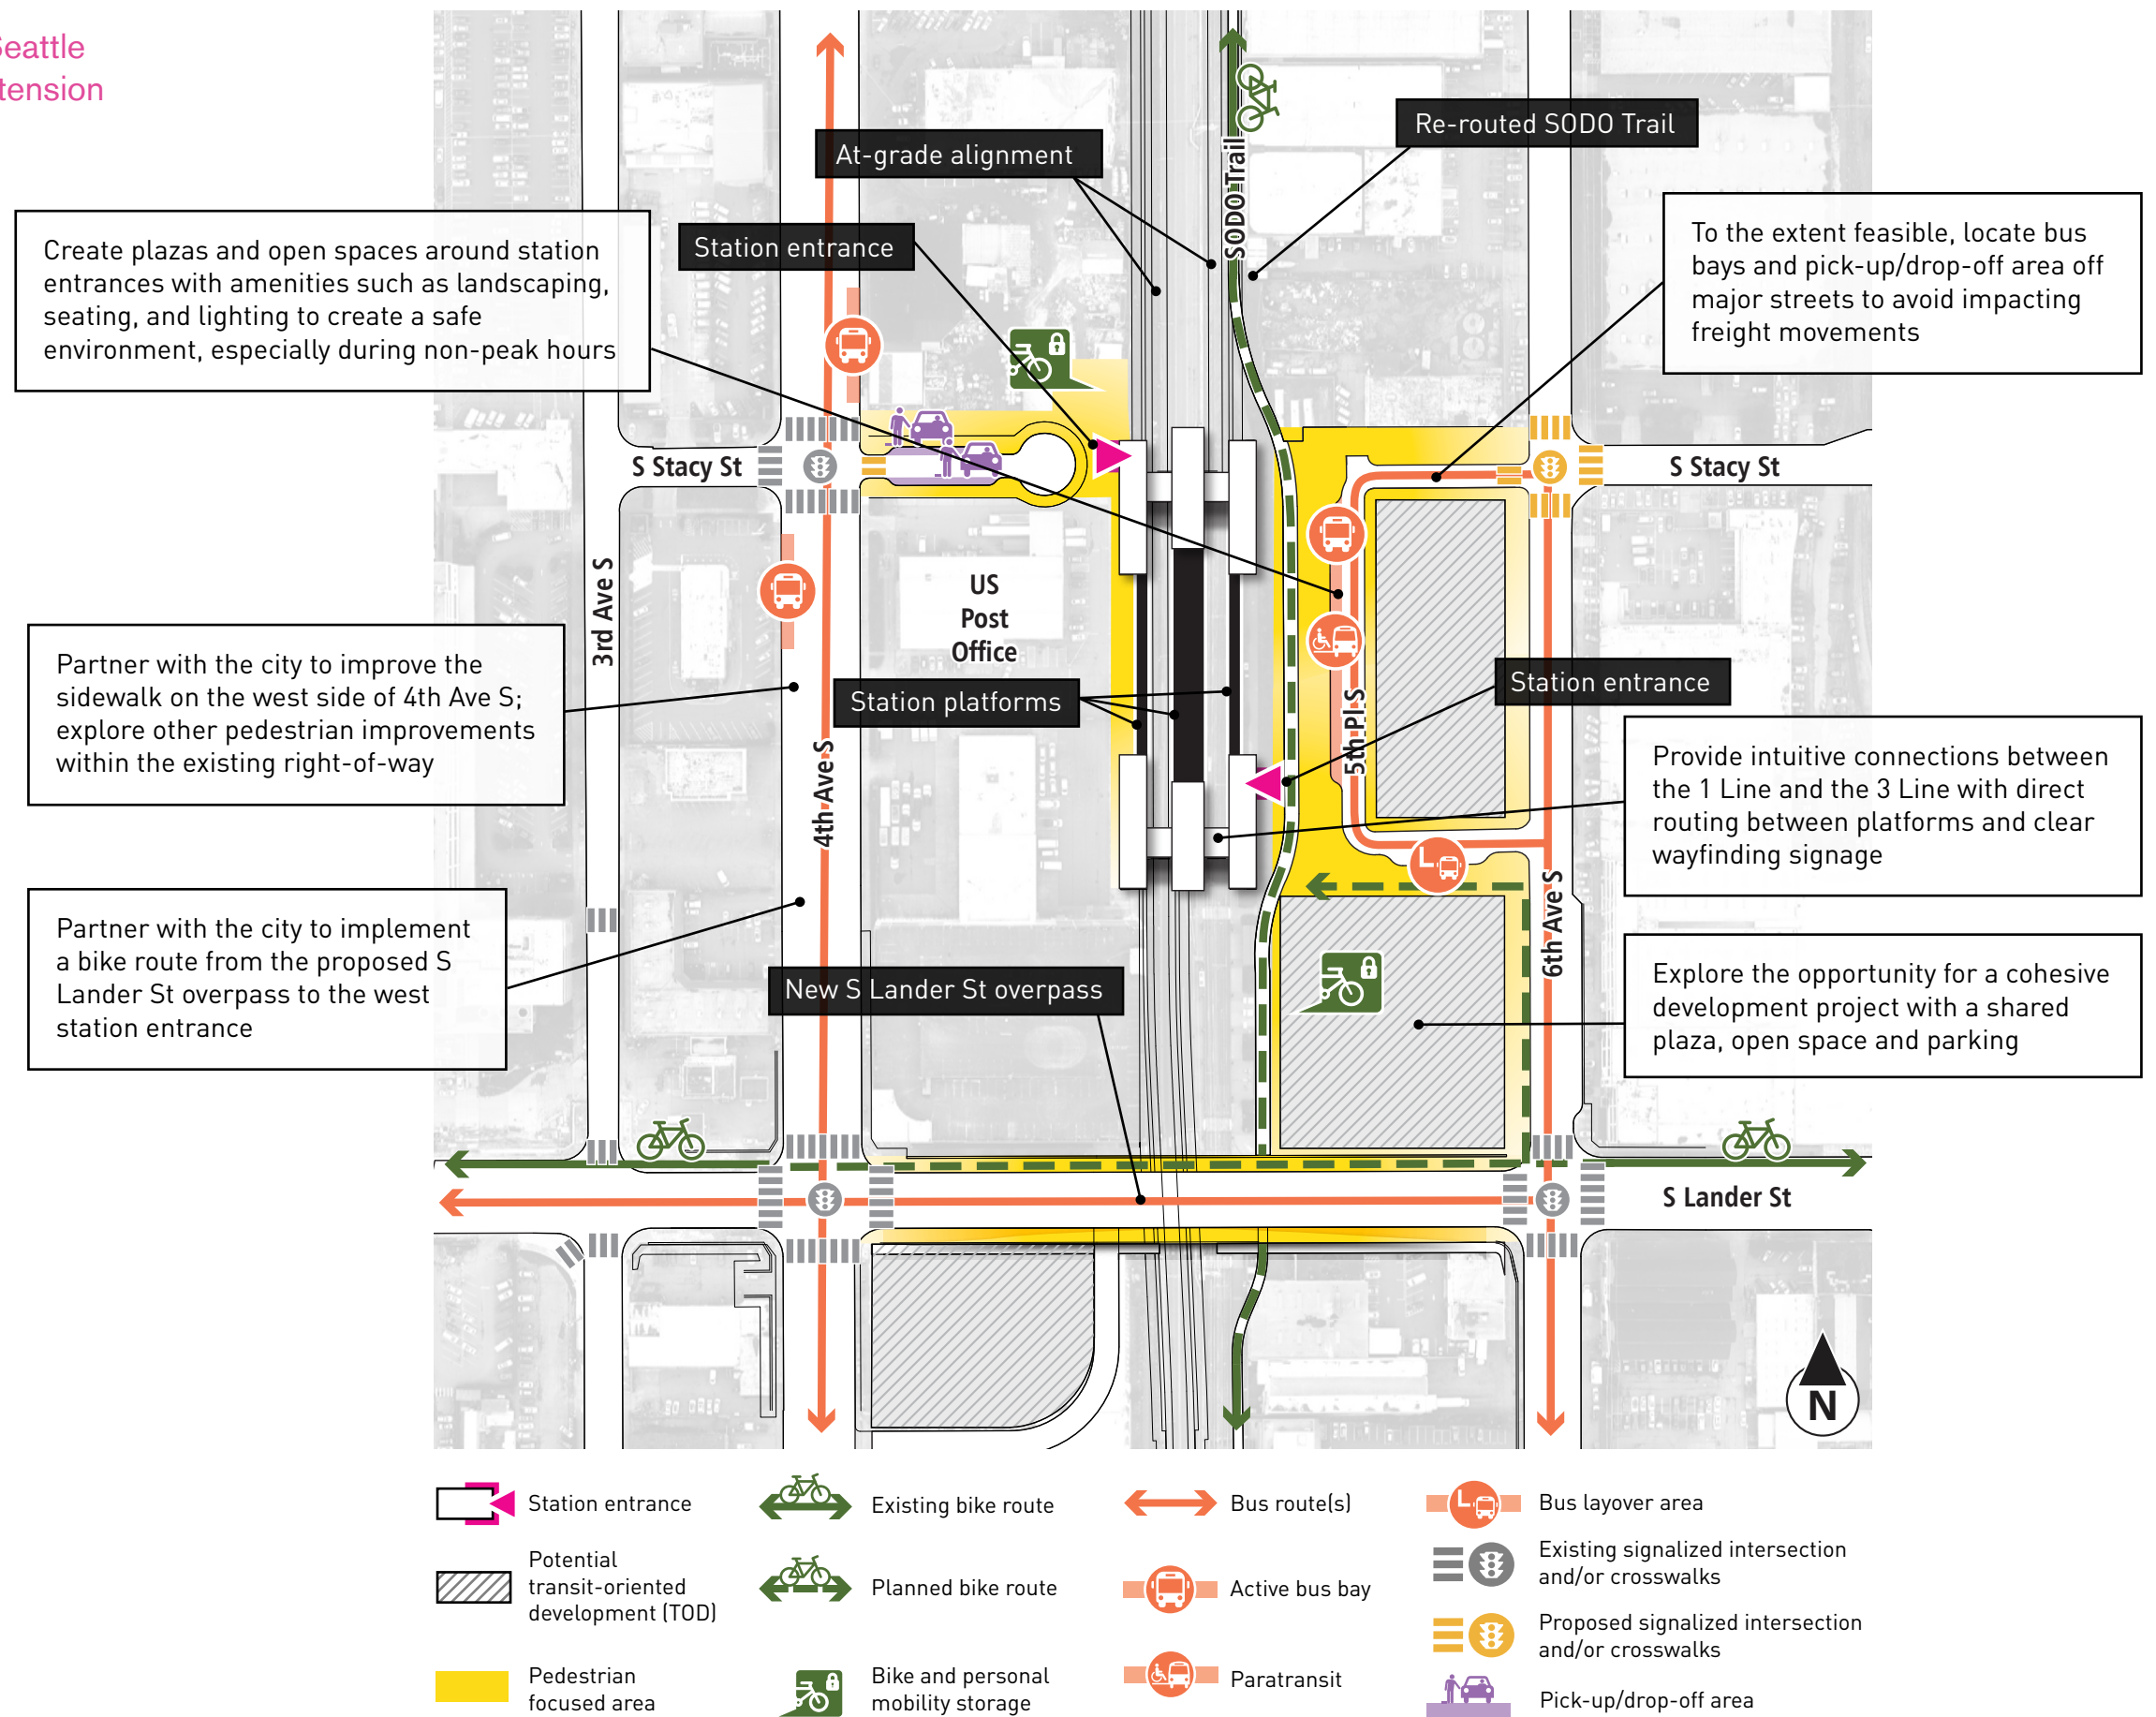 Seattle
tension
At-grade alignment
Re-routed SODO Trail
SODO Trail
Station entrance
Create plazas and open spaces around station
entrances with amenities such as landscaping,
seating, and lighting to create a safe
environment, especially during non-peak hours
To the extent feasible, locate bus
bays and pick-up/drop-off area off
major streets to avoid impacting
freight movements
S Stacy St
S Stacy St
3rd Ave S
US
Post
Office
Partner with the city to improve the
sidewalk on the west side of 4th Ave S;
explore other pedestrian improvements
within the existing right-of-way
Station platforms
Station entrance
5th Pl S
4th Ave S
Provide intuitive connections between
the 1 Line and the 3 Line with direct
routing between platforms and clear
wayfinding signage
L
6th Ave S
Partner with the city to implement
a bike route from the proposed S
Lander St overpass to the west
station entrance
New S Lander St overpass
Explore the opportunity for a cohesive
development project with a shared
plaza, open space and parking
S Lander St
N
Station entrance
Potential
transit-oriented
development (TOD)
Pedestrian
focused area
Existing bike route
Planned bike route
Bike and personal
mobility storage
Bus route(s)
Active bus bay
Paratransit
L
Bus layover area
Existing signalized intersection
and/or crosswalks
Proposed signalized intersection
and/or crosswalks
Pick-up/drop-off area